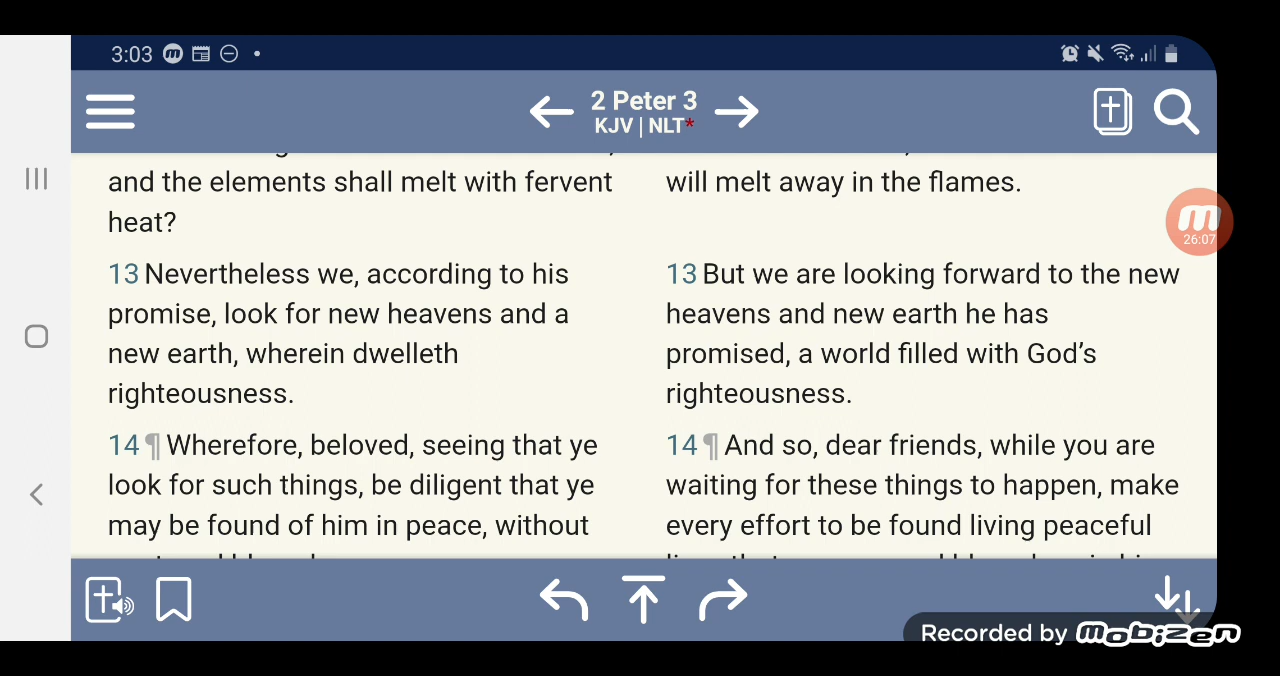 3:03
2 Peter 3
KJV | NLT*
and the elements shall melt with fervent
heat?
13 Nevertheless we, according to his
promise, look for new heavens and a
new earth, wherein dwelleth
righteousness.
14 ¶ Wherefore, beloved, seeing that ye
look for such things, be diligent that ye
may be found of him in peace, without
will melt away in the flames.
13 But we are looking forward to the new
heavens and new earth he has
promised, a world filled with God's
righteousness.
14 ¶ And so, dear friends, while you are
waiting for these things to happen, make
every effort to be found living peaceful
26:07
Recorded by mobizen